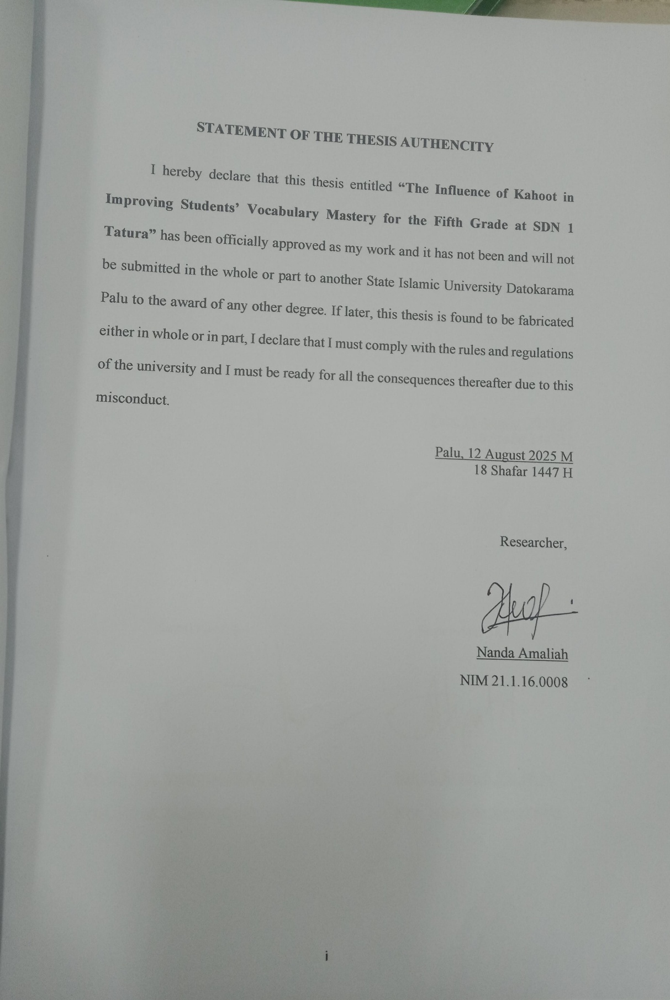 STATEMENT OF THE THESIS AUTHENCITY
I hereby declare that this thesis entitled “The Influence of Kahoot in
Improving Students’ Vocabulary Mastery for the Fifth Grade at SDN 1
Tatura” has been officially approved as my work and it has not been and will not
be submitted in the whole or part to another State Islamic University Datokarama
Palu to the award of any other degree. If later, this thesis is found to be fabricated
either in whole or in part, I declare that I must comply with the rules and regulations
of the university and I must be ready for all the consequences thereafter due to this
misconduct.
Palu, 12 August 2025 M
18 Shafar 1447 H
Researcher,
Nanda Amaliah
NIM 21.1.16.0008
i